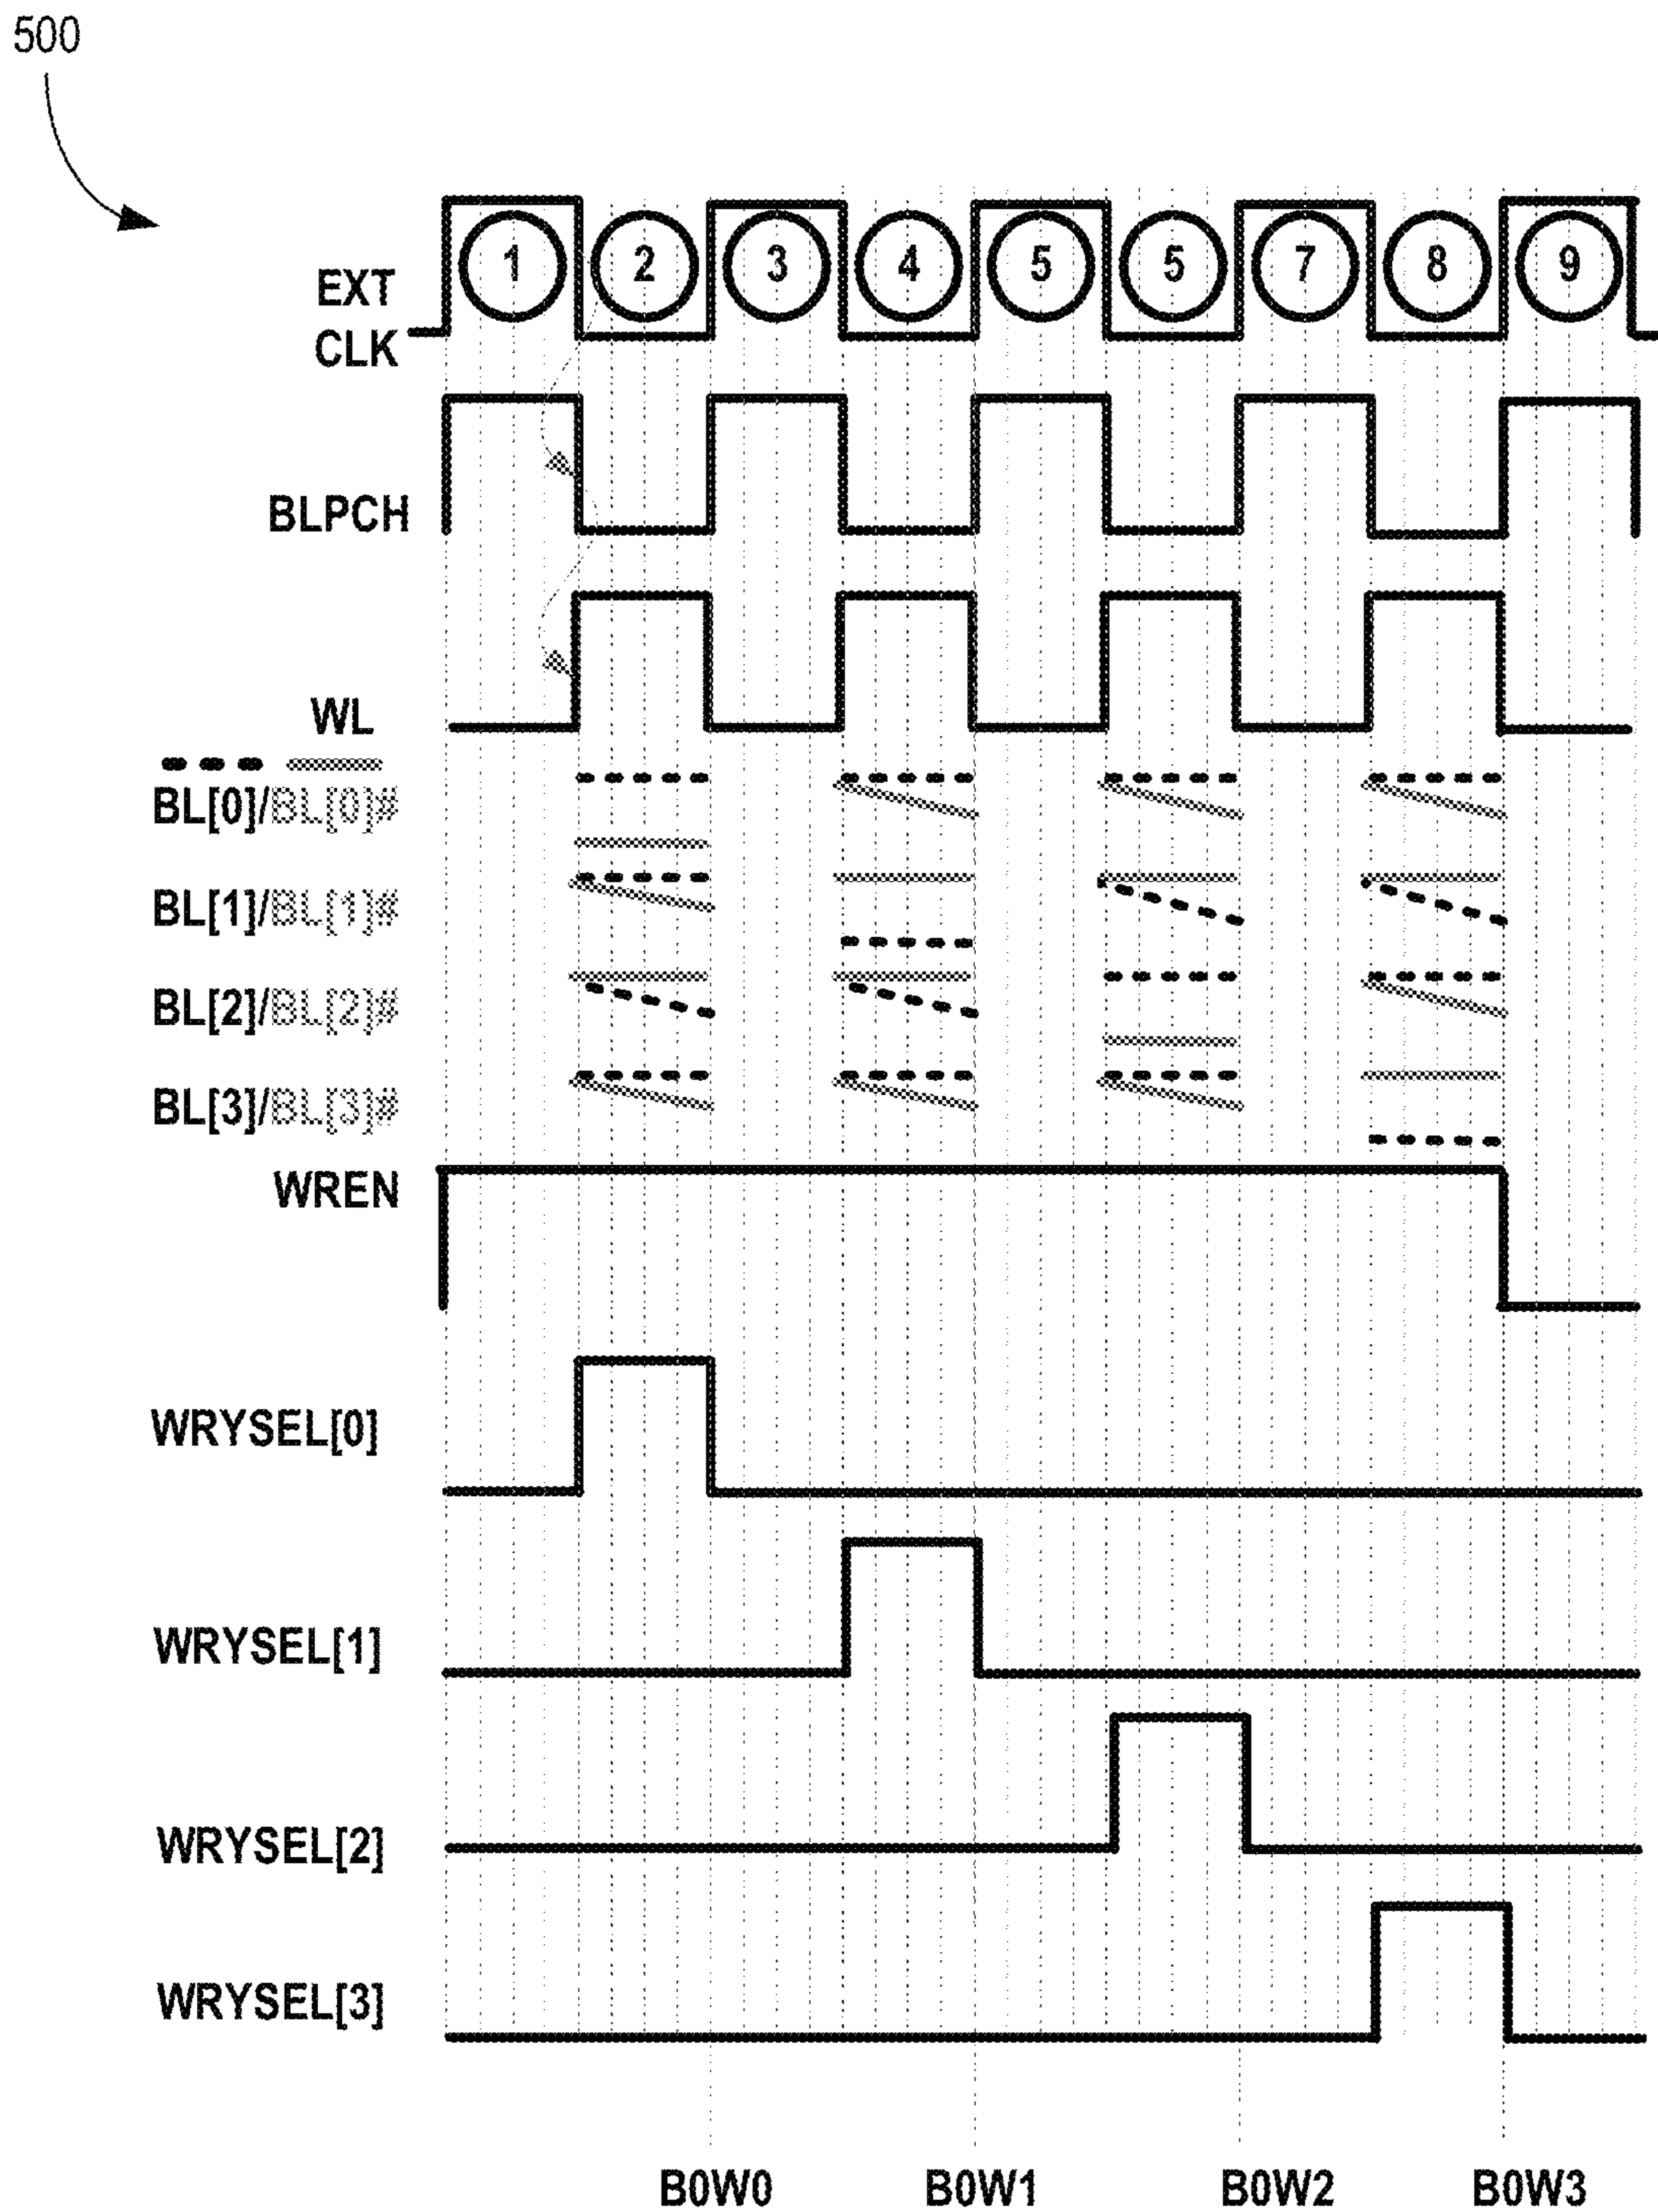 500
1 2 3 4 5 5 7 8 9
EXT
CLK
BLPCH
WL
BL[0]/BL[0]#
BL[1]/BL[1]#
BL[2]/BL[2]#
BL[3]/BL[3]#
WREN
WRYSEL[0]
WRYSEL[1]
WRYSEL[2]
WRYSEL[3]
B0W0 B0W1 B0W2 B0W3